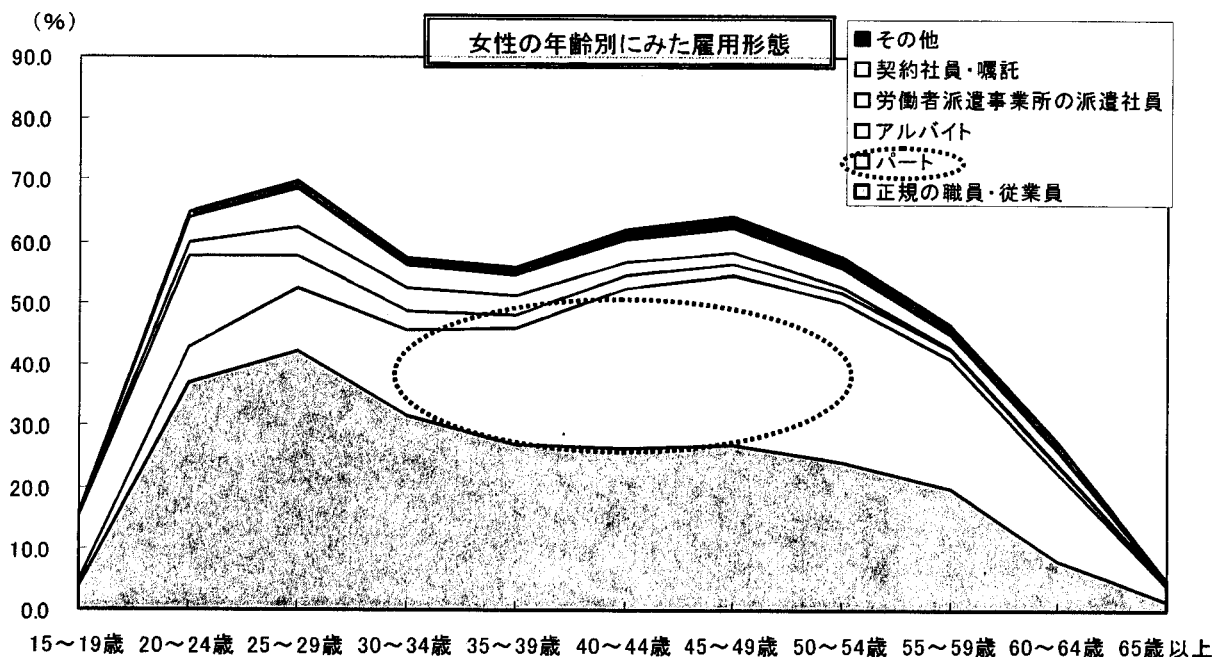 (%)
女性の年齢別にみた雇用形態
90.0
80.0
70.0
60.0
50.0
40.0
30.0
20.0
10.0
0.0
■その他
□契約社員・嘱託
□労働者派遣事業所の派遣社員
□アルバイト
□パート
□正規の職員・従業員
15～19歳 20～24歳 25～29歳 30～34歳 35～39歳 40～44歳 45～49歳 50～54歳 55～59歳 60～64歳 65歳以上